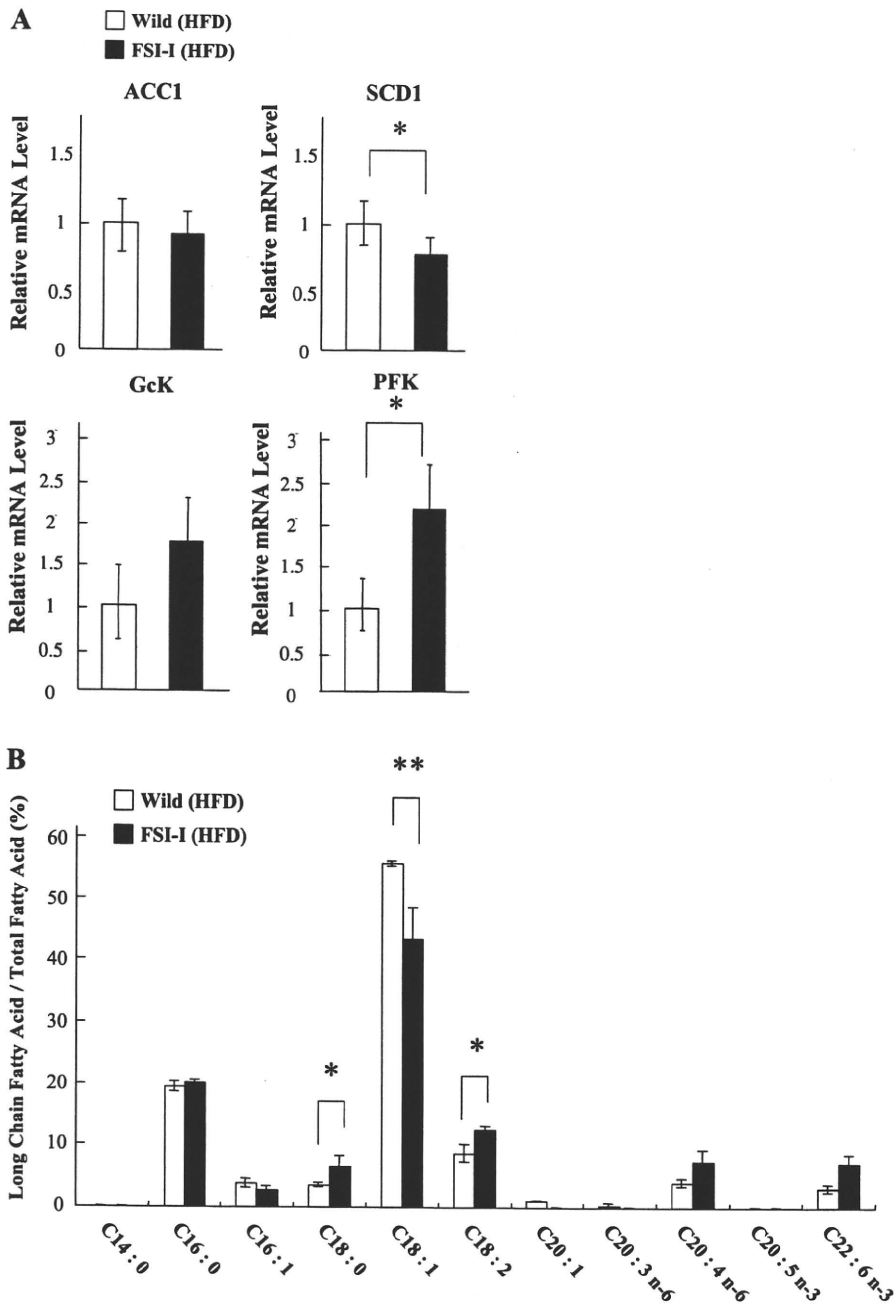 A
Wild (HFD)
FSI-I (HFD)
ACC1
Relative mRNA Level
1.5
1
0.5
0
SCD1
*
Relative mRNA Level
1.5
1
0.5
0
GcK
Relative mRNA Level
3
2.5
2
1.5
1
0.5
0
PFK
*
Relative mRNA Level
3
2.5
2
1.5
1
0.5
0
B
Wild (HFD)
FSI-I (HFD)
Long Chain Fatty Acid / Total Fatty Acid (%)
60
50
40
30
20
10
0
*
**
*
C14 : 0
C16 : 0
C16 : 1
C18 : 0
C18 : 1
C18 : 2
C20 : 1
C20 : 3 n-6
C20 : 4 n-6
C20 : 5 n-3
C22 : 6 n-3